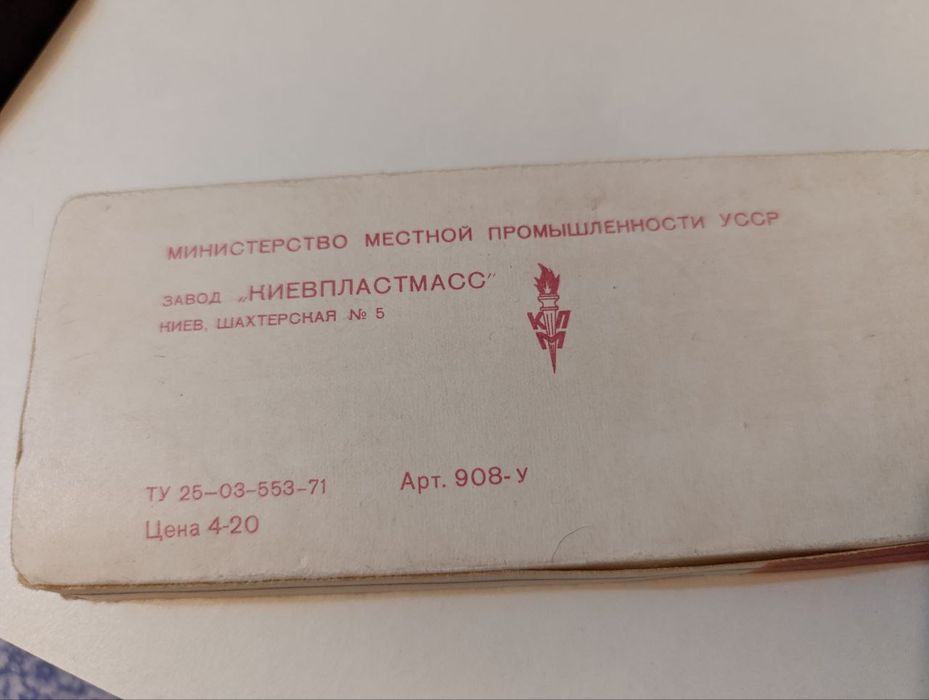 МИНИСТЕРСТВО МЕСТНОЙ ПРОМЫШЛЕННОСТИ УССР
ЗАВОД „КИЕВПЛАСТМАСС"
КИЕВ, ШАХТЕРСКАЯ № 5
КПМ
ТУ 25–03–553–71 Арт. 908-У
Цена 4-20